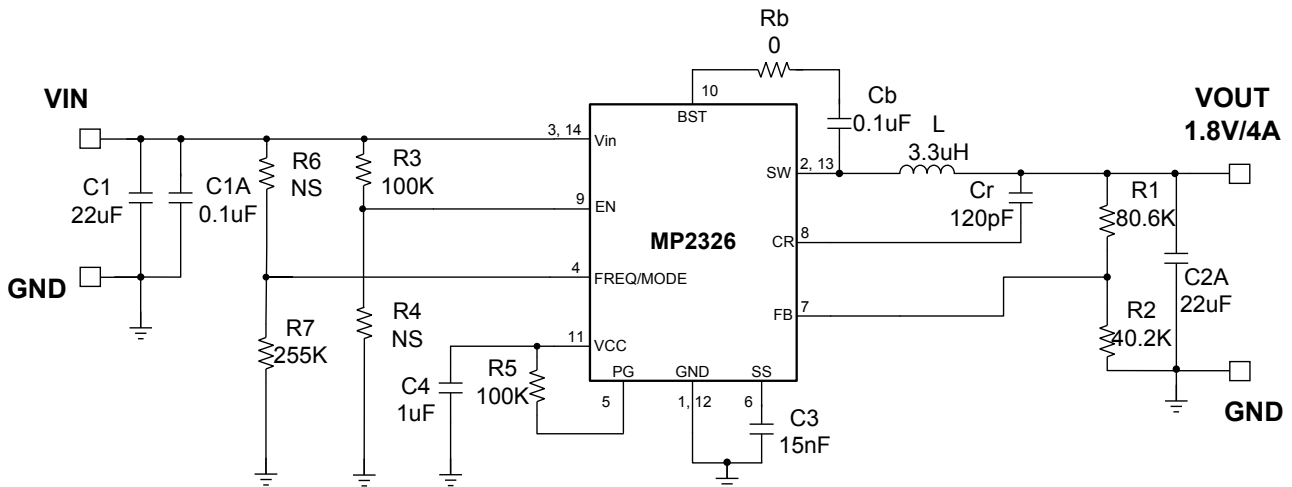 Rb
0
VIN
10
BST
Cb
0.1uF
VOUT
1.8V/4A
3, 14
Vin
L
3.3uH
R6
NS
R3
100K
2, 13
SW
C1
22uF
C1A
0.1uF
Cr
120pF
R1
80.6K
9
EN
MP2326
8
CR
GND
4
FREQ/MODE
C2A
22uF
7
FB
R7
255K
R4
NS
R2
40.2K
11
VCC
R5
100K
PG
GND
SS
C4
1uF
5
1, 12
6
C3
15nF
GND